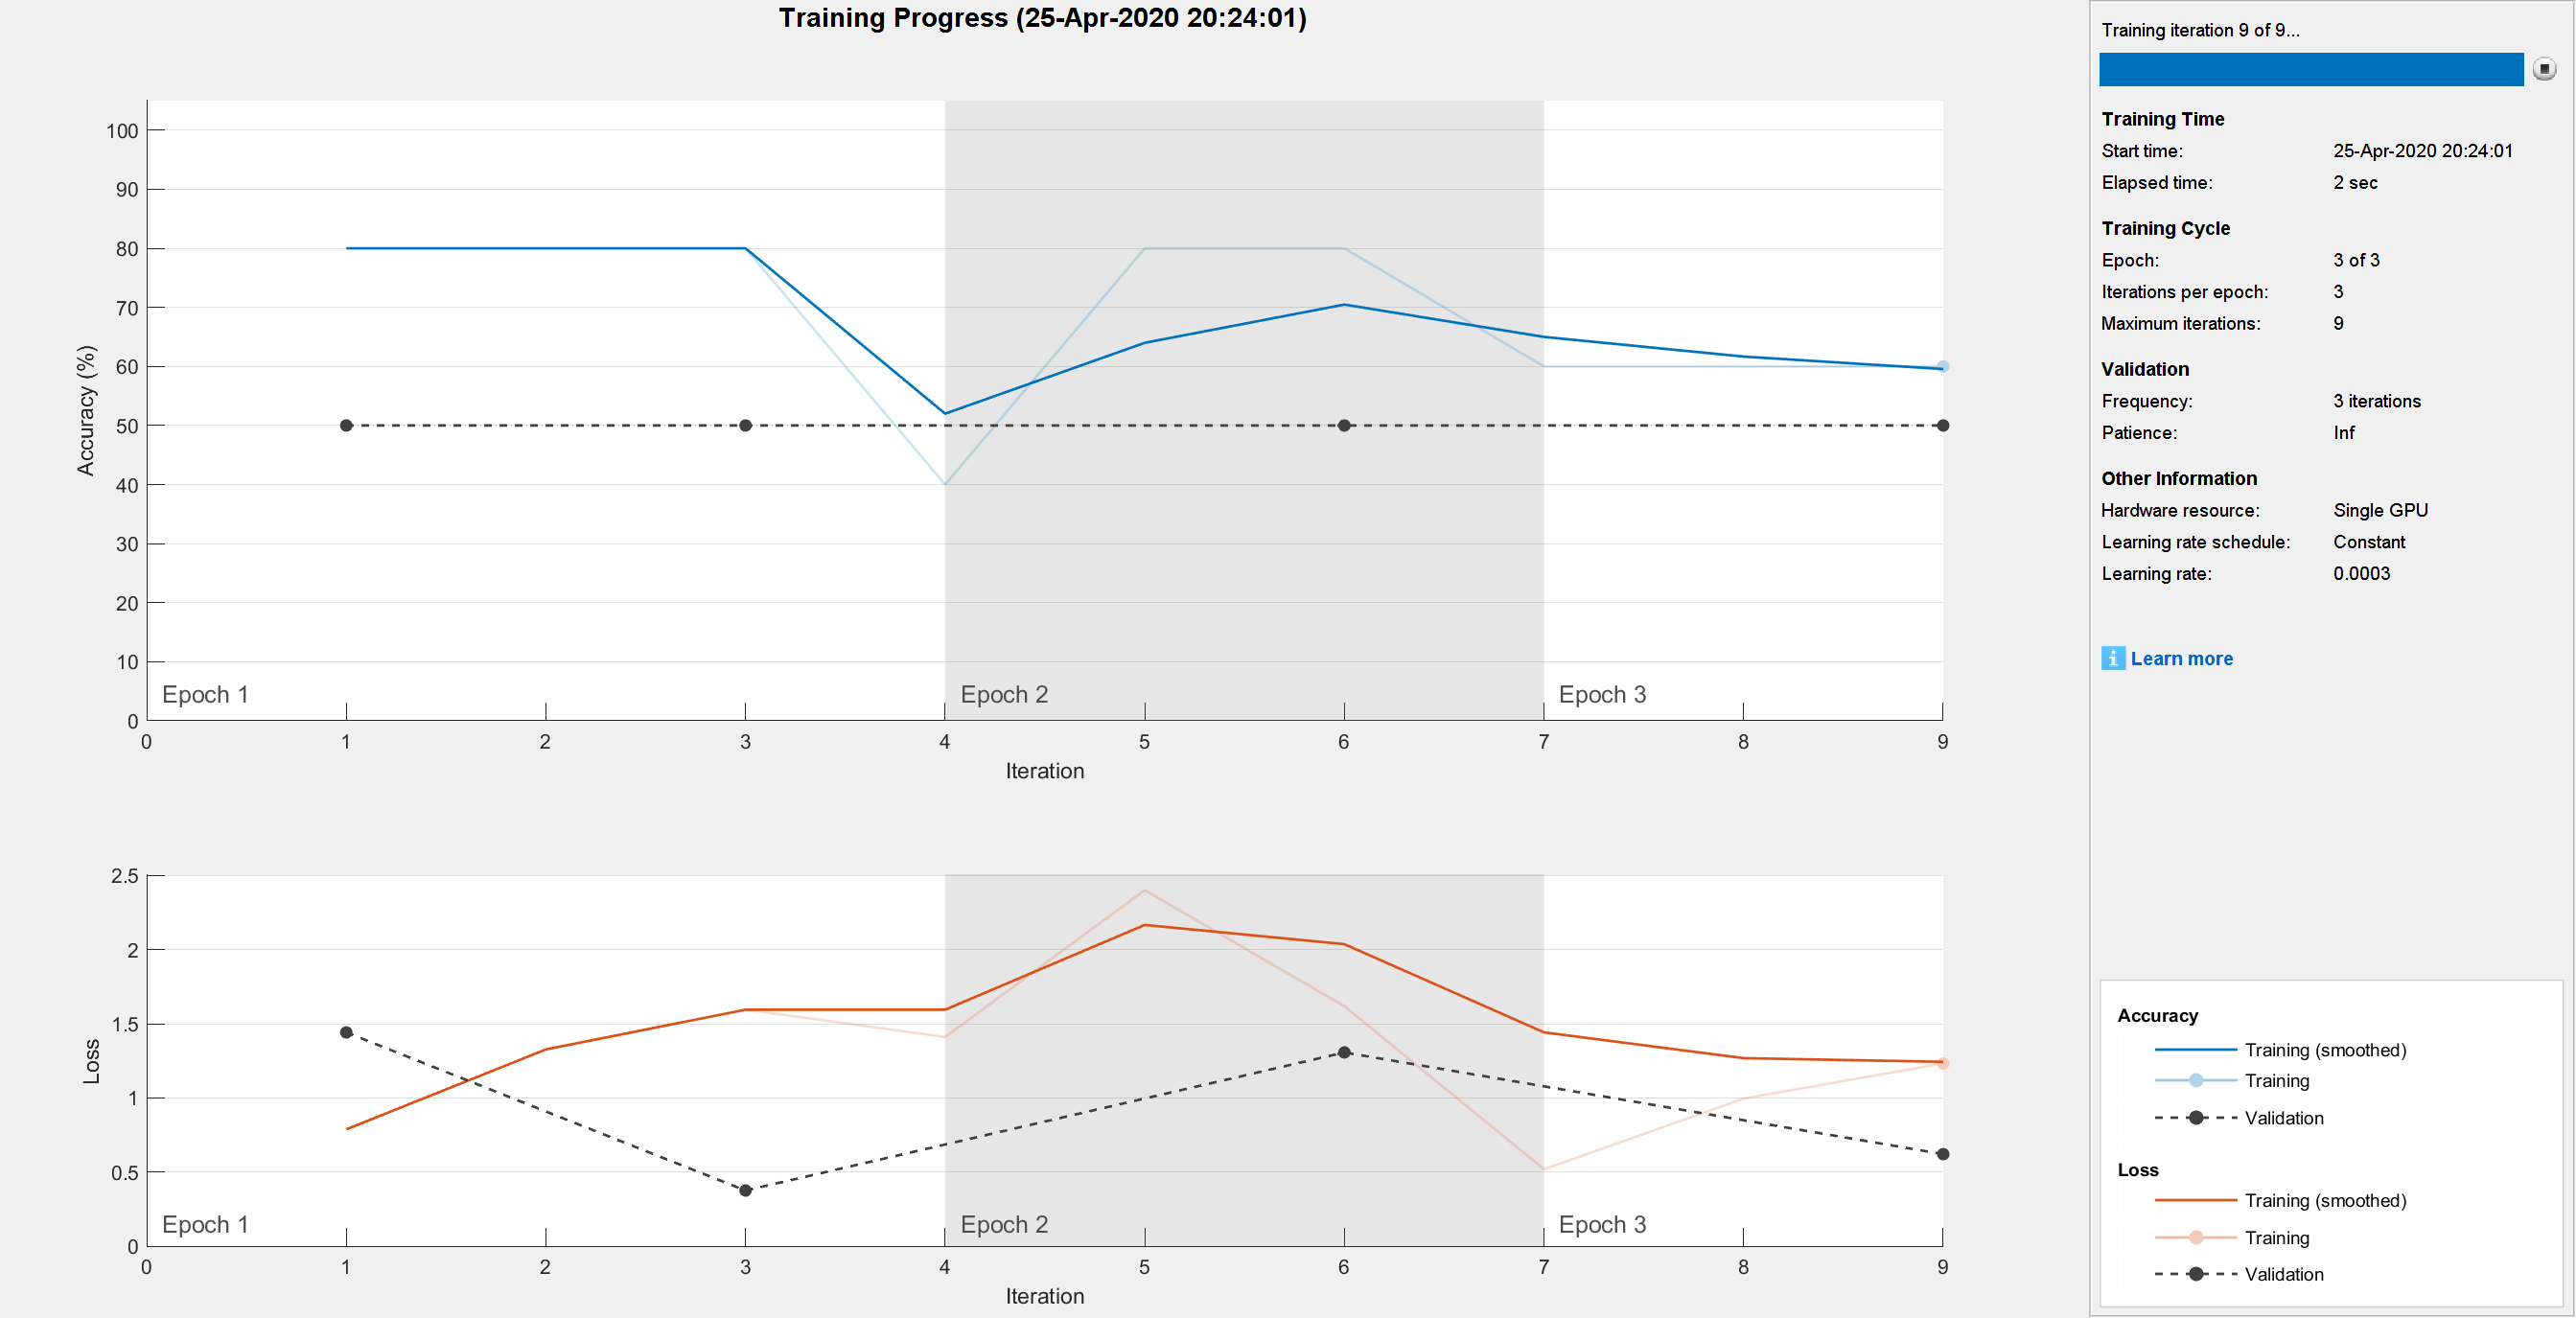 Training Progress (25-Apr-2020 20:24:01)
100
90
80
70
60
50
40
30
20
10
0
Accuracy (%)
Epoch 1
Epoch 2
Epoch 3
0 1 2 3 4 5 6 7 8 9
Iteration
2.5
2
1.5
1
0.5
0
Loss
Epoch 1
Epoch 2
Epoch 3
0 1 2 3 4 5 6 7 8 9
Iteration
Training iteration 9 of 9...
Training Time
Start time: 25-Apr-2020 20:24:01
Elapsed time: 2 sec
Training Cycle
Epoch: 3 of 3
Iterations per epoch: 3
Maximum iterations: 9
Validation
Frequency: 3 iterations
Patience: Inf
Other Information
Hardware resource: Single GPU
Learning rate schedule: Constant
Learning rate: 0.0003
i Learn more
Accuracy
Training (smoothed)
Training
Validation
Loss
Training (smoothed)
Training
Validation